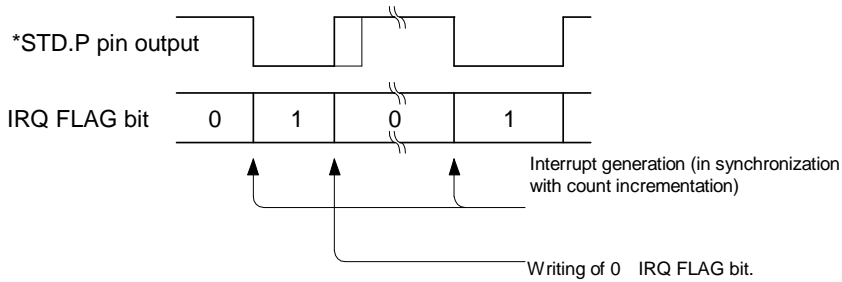 *STD.P pin output
IRQ FLAG bit 0 1 0 1
Interrupt generation (in synchronization
with count incrementation)
Writing of 0 IRQ FLAG bit.